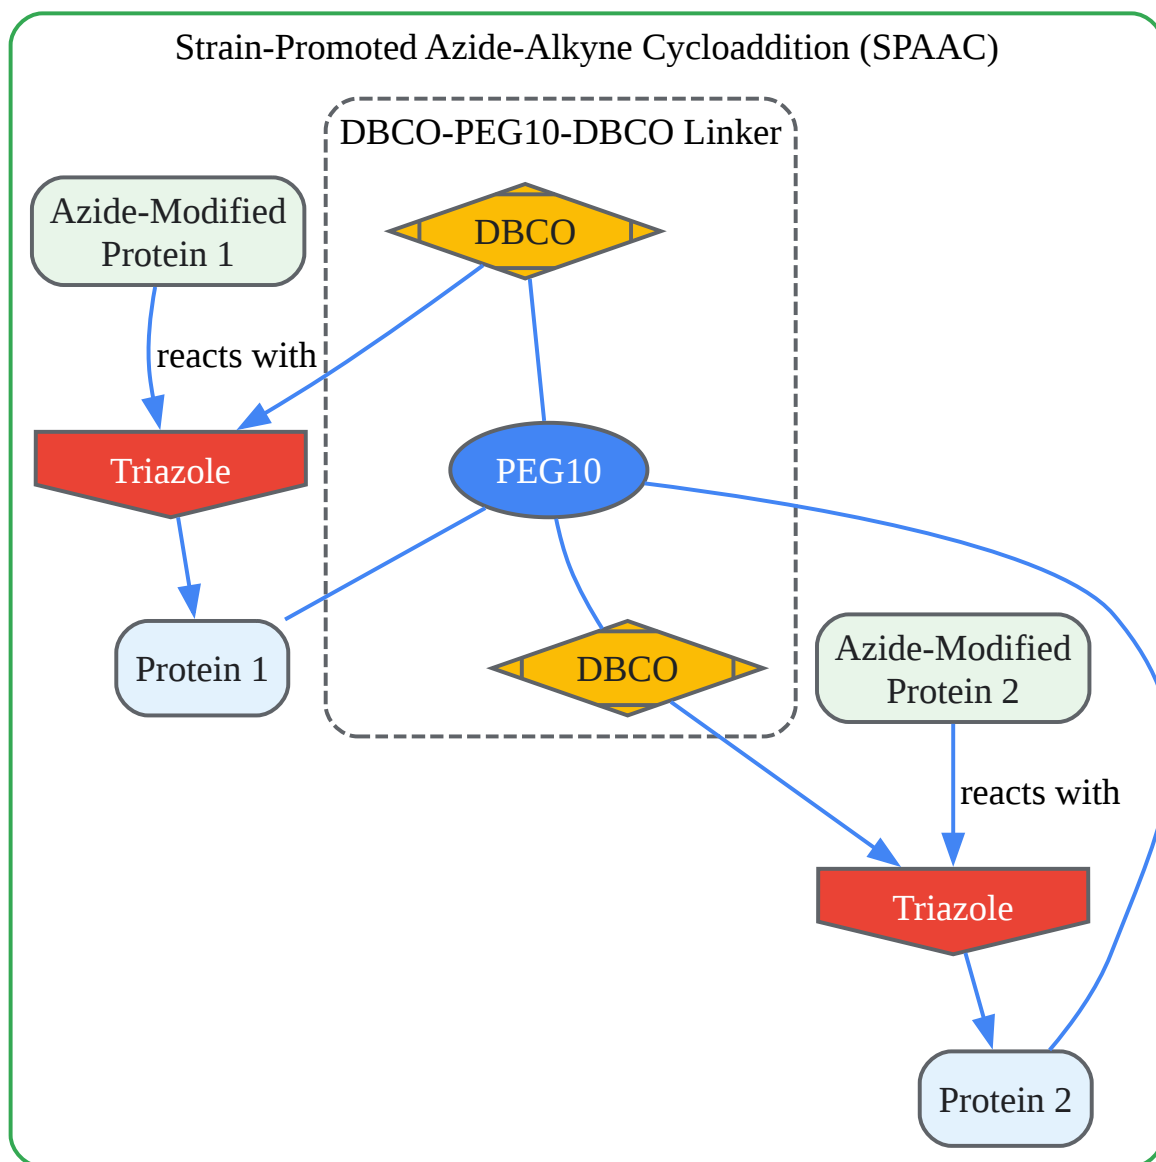 Strain-Promoted Azide-Alkyne Cycloaddition (SPAAC)
DBCO-PEG10-DBCO Linker
Azide-Modified
Protein 1
DBCO
reacts with
Triazole
PEG10
Protein 1
DBCO
Azide-Modified
Protein 2
reacts with
Triazole
Protein 2